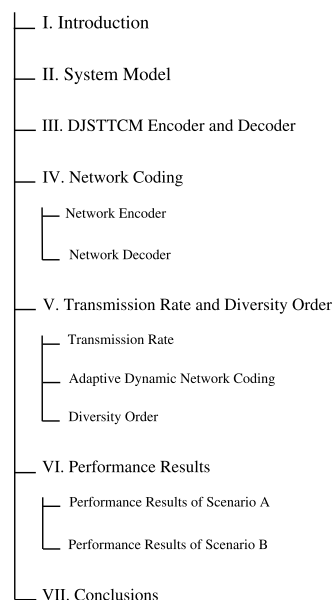 I. Introduction
II. System Model
III. DJSTTCM Encoder and Decoder
IV. Network Coding
Network Encoder
Network Decoder
V. Transmission Rate and Diversity Order
Transmission Rate
Adaptive Dynamic Network Coding
Diversity Order
VI. Performance Results
Performance Results of Scenario A
Performance Results of Scenario B
VII. Conclusions